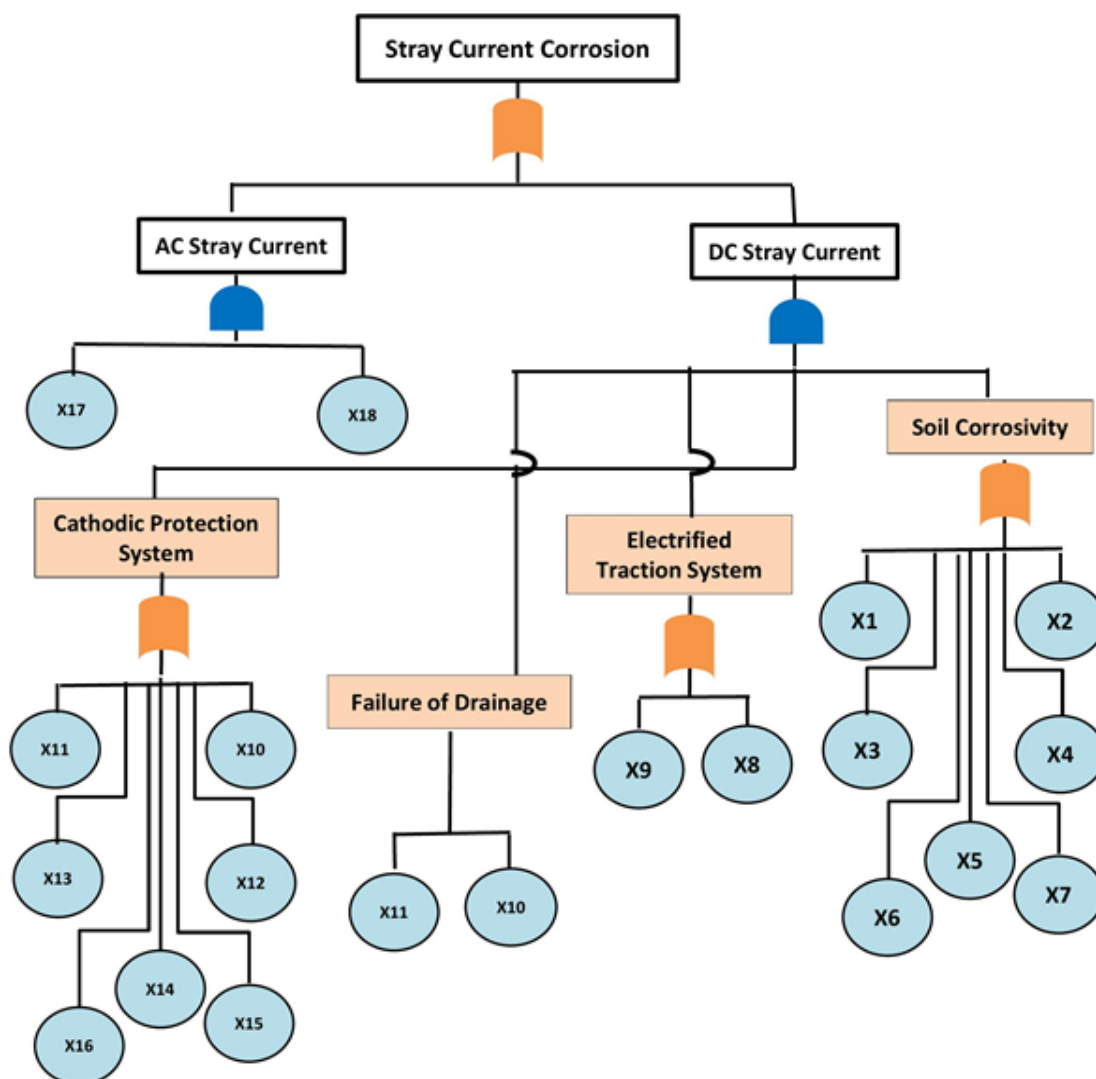 Stray Current Corrosion
AC Stray Current
DC Stray Current
X17
X18
Soil Corrosivity
Cathodic Protection
System
Electrified
Traction System
X1
X2
Failure of Drainage
X11
X10
X9
X8
X3
X4
X13
X12
X11
X10
X5
X6
X7
X14
X15
X16